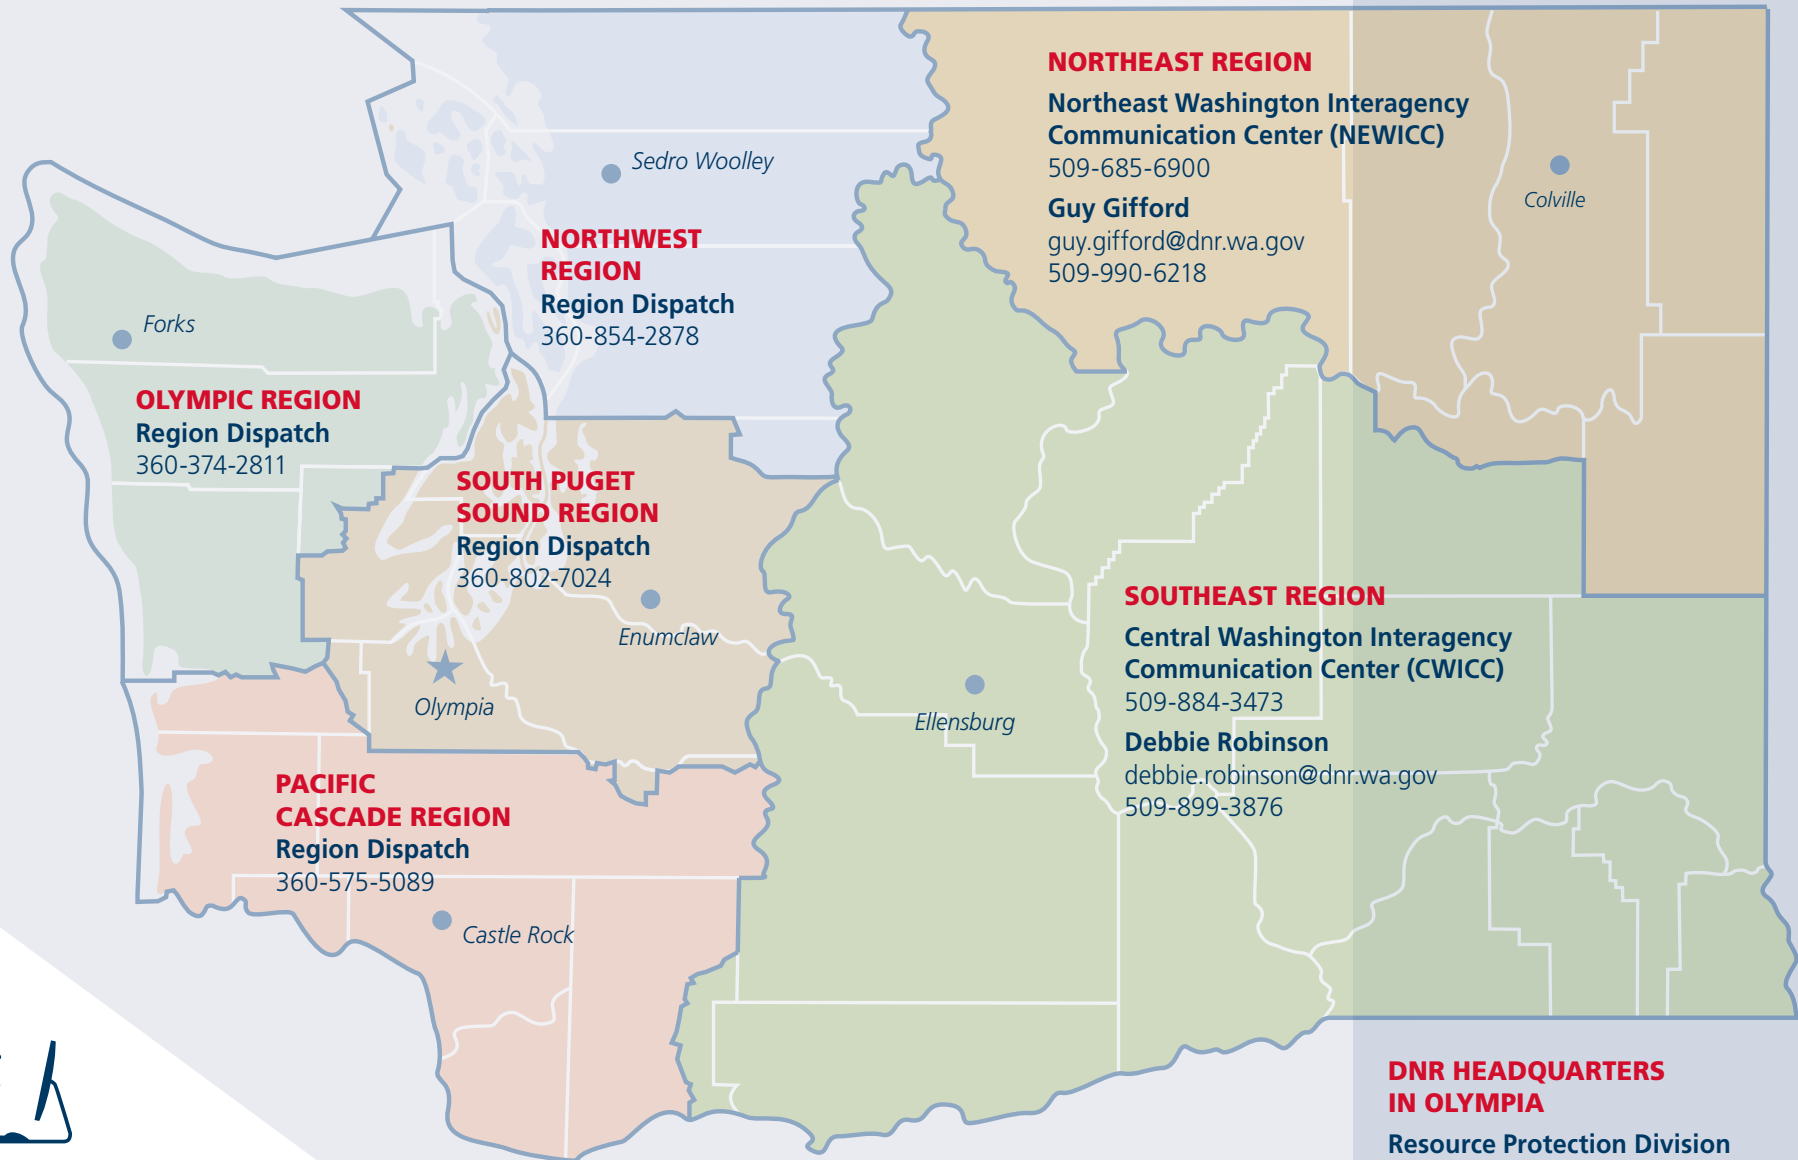 NORTHEAST REGION
Northeast Washington Interagency
Communication Center (NEWICC)
509-685-6900
Guy Gifford
guy.gifford@dnr.wa.gov
509-990-6218
Colville
Sedro Woolley
NORTHWEST
REGION
Region Dispatch
360-854-2878
Forks
OLYMPIC REGION
Region Dispatch
360-374-2811
SOUTH PUGET
SOUND REGION
Region Dispatch
360-802-7024
Enumclaw
Olympia
SOUTHEAST REGION
Central Washington Interagency
Communication Center (CWICC)
509-884-3473
Debbie Robinson
debbie.robinson@dnr.wa.gov
509-899-3876
Ellensburg
PACIFIC
CASCADE REGION
Region Dispatch
360-575-5089
Castle Rock
DNR HEADQUARTERS
IN OLYMPIA
Resource Protection Division